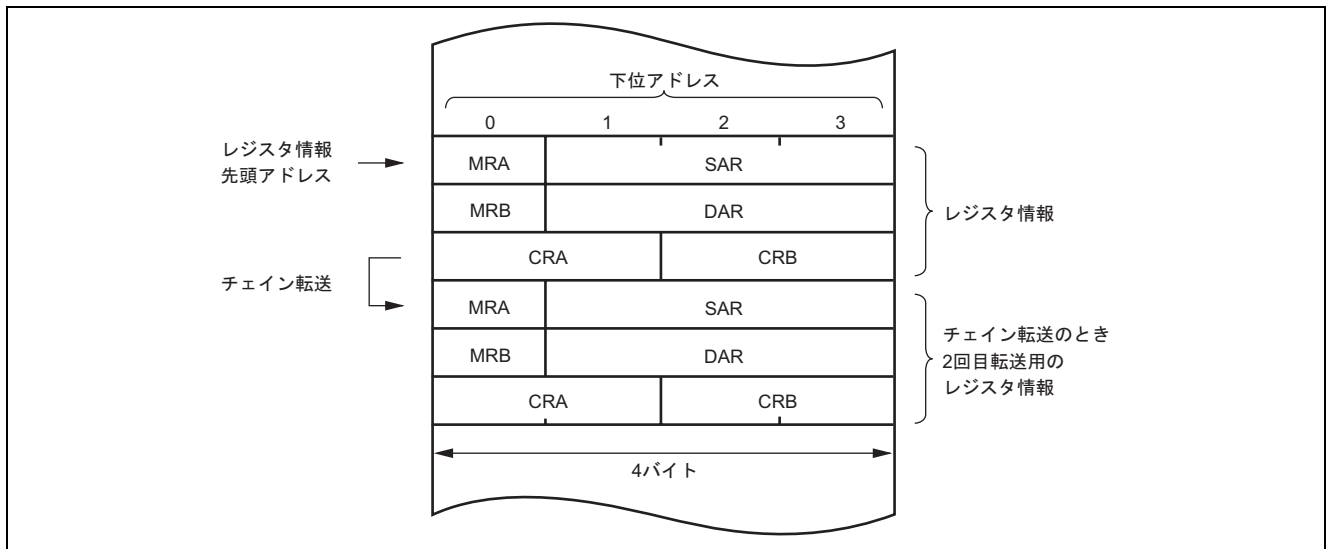 下位アドレス
0 1 2 3
レジスタ情報
先頭アドレス
MRA SAR
MRB DAR
レジスタ情報
CRA CRB
チェイン転送
MRA SAR
チェイン転送のとき
2回目転送用の
レジスタ情報
MRB DAR
CRA CRB
4バイト